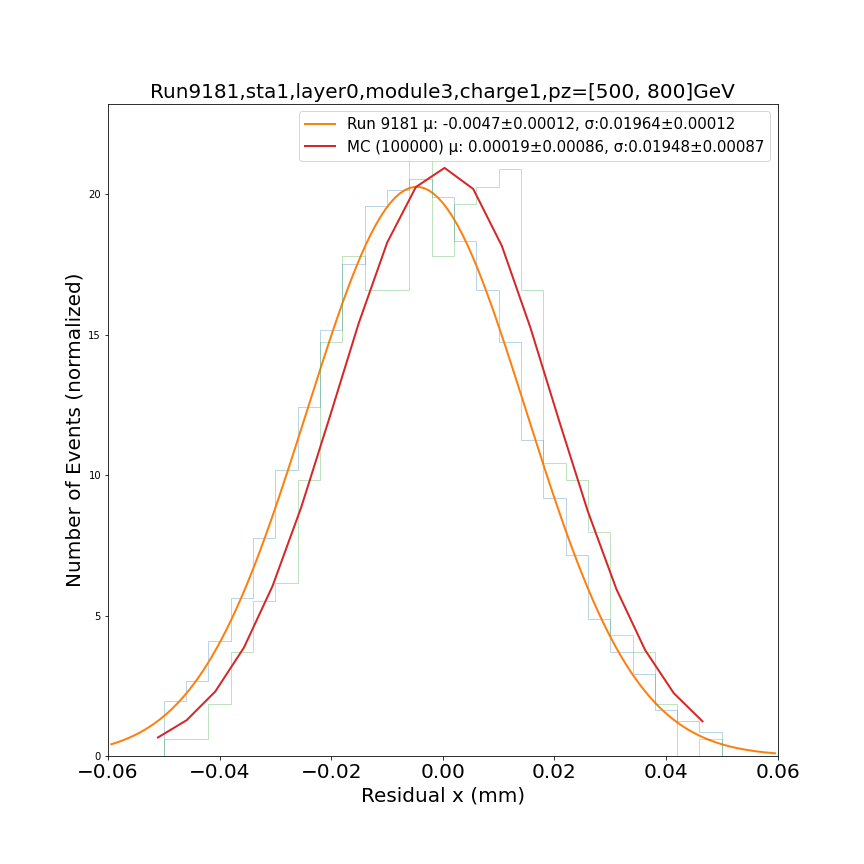 Run9181,sta1,layer0,module3,charge1,pz=[500, 800]GeV
Run 9181 μ: -0.0047±0.00012, σ:0.01964±0.00012
MC (100000) μ: 0.00019±0.00086, σ:0.01948±0.00087
Number of Events (normalized)
20
15
10
5
0
−0.06
−0.04
−0.02
0.00
0.02
0.04
0.06
Residual x (mm)